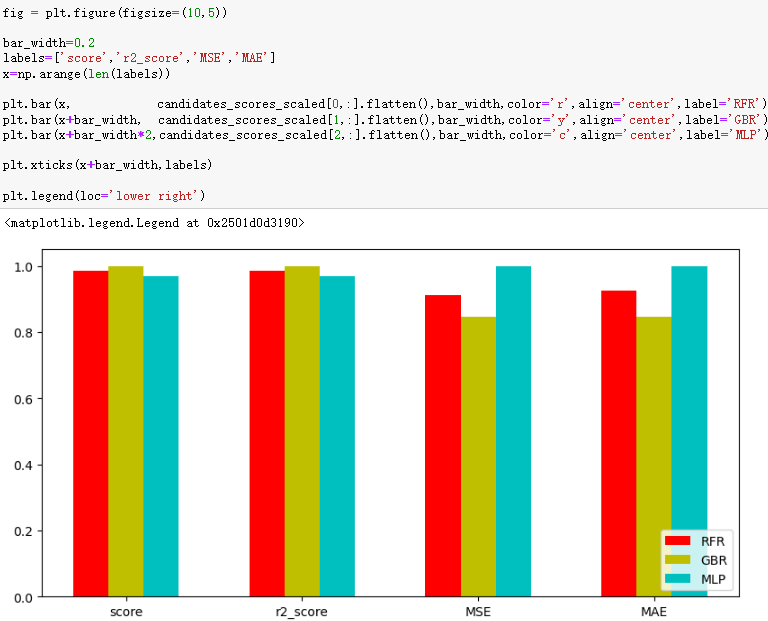 fig = plt.figure(figsize=(10,5))
bar_width=0.2
labels=['score','r2_score','MSE','MAE']
x=np.arange(len(labels))
plt.bar(x,            candidates_scores_scaled[0,:].flatten(),bar_width,color='r',align='center',label='RFR')
plt.bar(x+bar_width,  candidates_scores_scaled[1,:].flatten(),bar_width,color='y',align='center',label='GBR')
plt.bar(x+bar_width*2,candidates_scores_scaled[2,:].flatten(),bar_width,color='c',align='center',label='MLP')
plt.xticks(x+bar_width,labels)
plt.legend(loc='lower right')
<matplotlib.legend.Legend at 0x2501d0d3190>
1.0
0.8
0.6
0.4
0.2
0.0
RFR
GBR
MLP
score r2_score MSE MAE